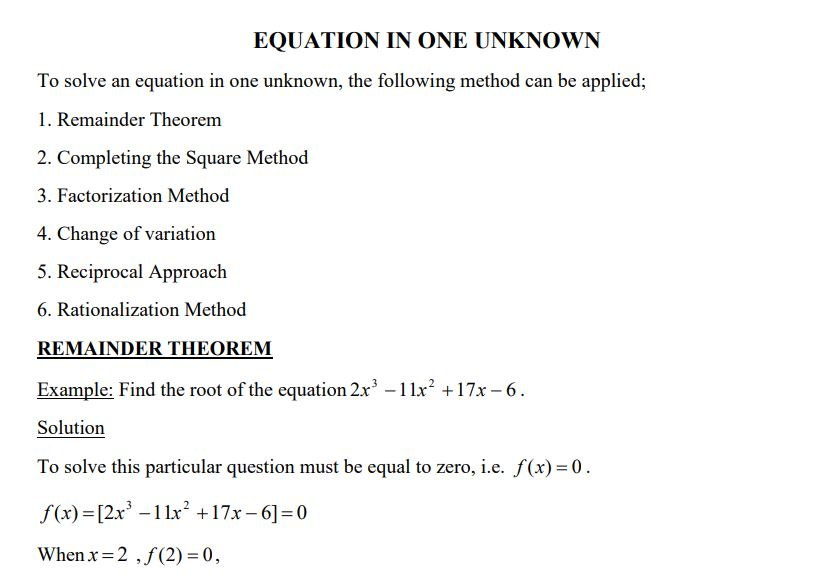 EQUATION IN ONE UNKNOWN
To solve an equation in one unknown, the following method can be applied;
1. Remainder Theorem
2. Completing the Square Method
3. Factorization Method
4. Change of variation
5. Reciprocal Approach
6. Rationalization Method
REMAINDER THEOREM
Example: Find the root of the equation 2x³ – 11x² + 17x – 6.
Solution
To solve this particular question must be equal to zero, i.e. f(x) = 0.
f(x) = [2x³ – 11x² + 17x – 6] = 0
When x = 2 , f(2) = 0,